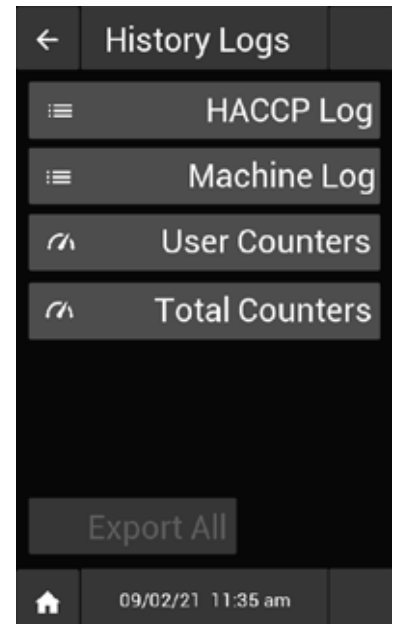 History Logs
HACCP Log
Machine Log
User Counters
Total Counters
Export All
09/02/21 11:35 am